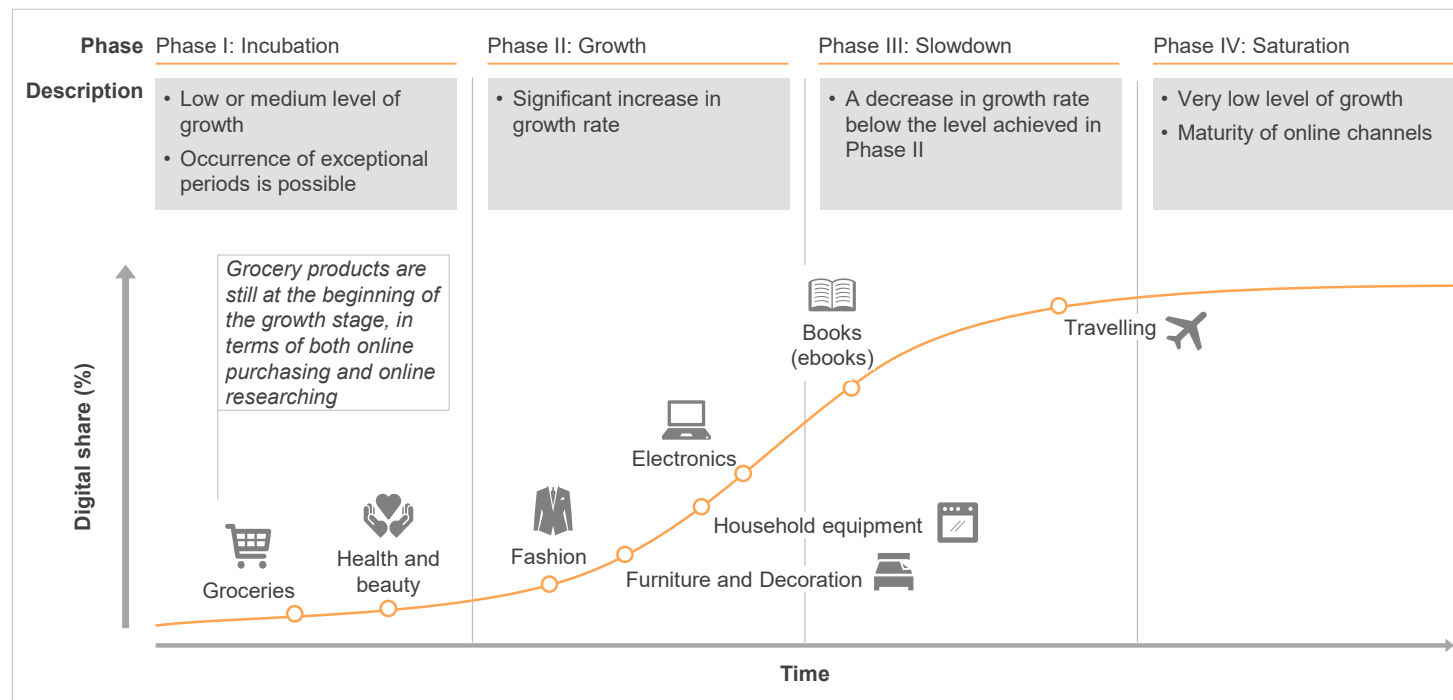 Phase Phase I: Incubation Phase II: Growth Phase III: Slowdown Phase IV: Saturation
Description
• Low or medium level of
growth
• Occurrence of exceptional
periods is possible
• Significant increase in
growth rate
• A decrease in growth rate
below the level achieved in
Phase II
• Very low level of growth
• Maturity of online channels
Grocery products are
still at the beginning of
the growth stage, in
terms of both online
purchasing and online
researching
Digital share (%)
Groceries
Health and
beauty
Fashion
Furniture and Decoration
Household equipment
Electronics
Books
(ebooks)
Travelling
Time